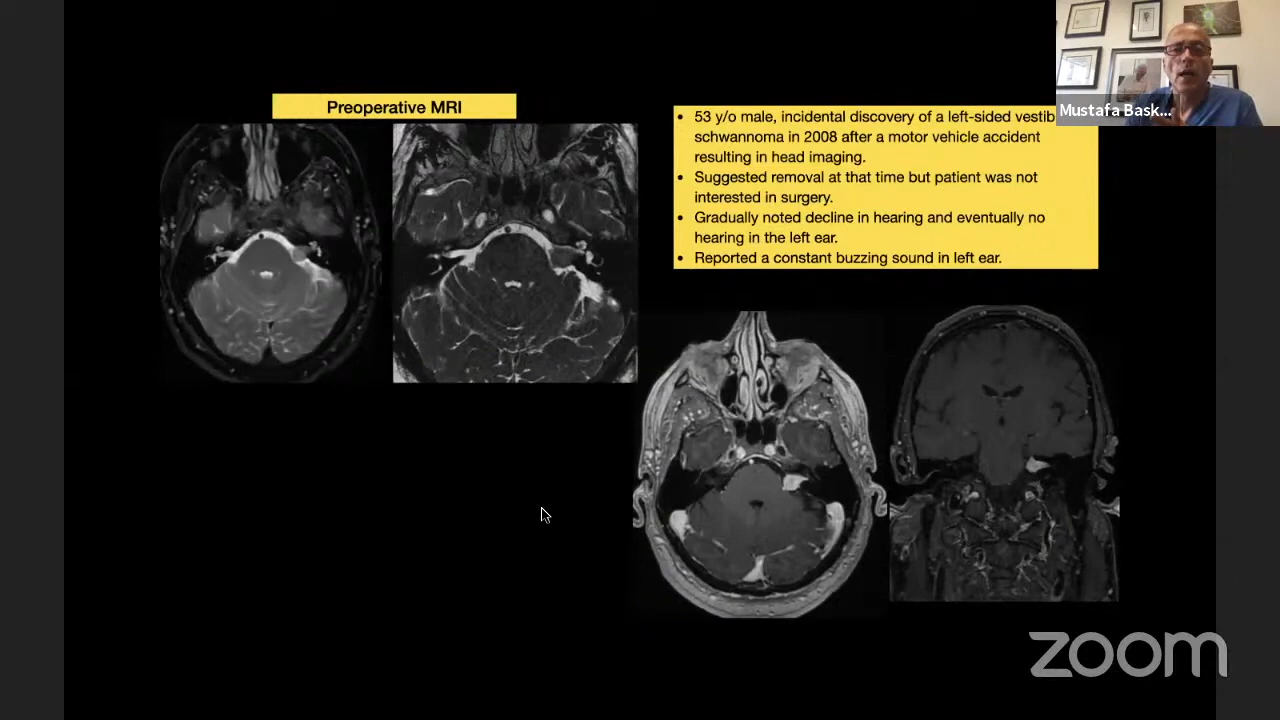 Preoperative MRI
• 53 y/o male, incidental discovery of a left-sided vestib
schwannoma in 2008 after a motor vehicle accident
resulting in head imaging.
• Suggested removal at that time but patient was not
interested in surgery.
• Gradually noted decline in hearing and eventually no
hearing in the left ear.
• Reported a constant buzzing sound in left ear.
Mustafa Bask...
zoom